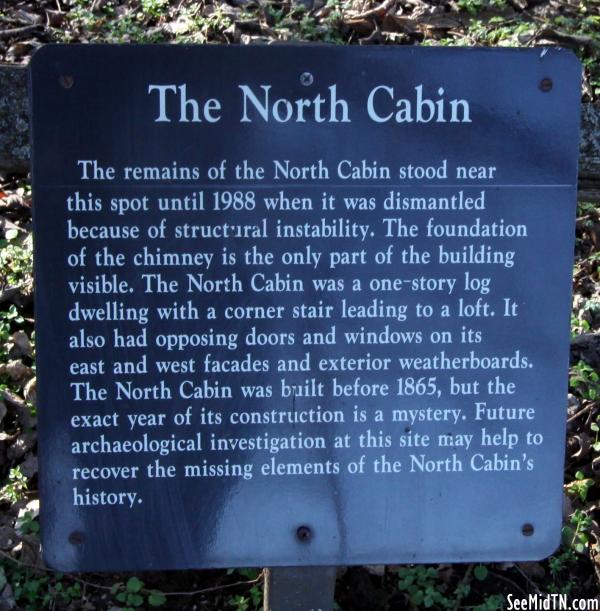 The North Cabin
The remains of the North Cabin stood near
this spot until 1988 when it was dismantled
because of structural instability. The foundation
of the chimney is the only part of the building
visible. The North Cabin was a one-story log
dwelling with a corner stair leading to a loft. It
also had opposing doors and windows on its
east and west facades and exterior weatherboards.
The North Cabin was built before 1865, but the
exact year of its construction is a mystery. Future
archaeological investigation at this site may help to
recover the missing elements of the North Cabin's
history.
SeeMidTN.com